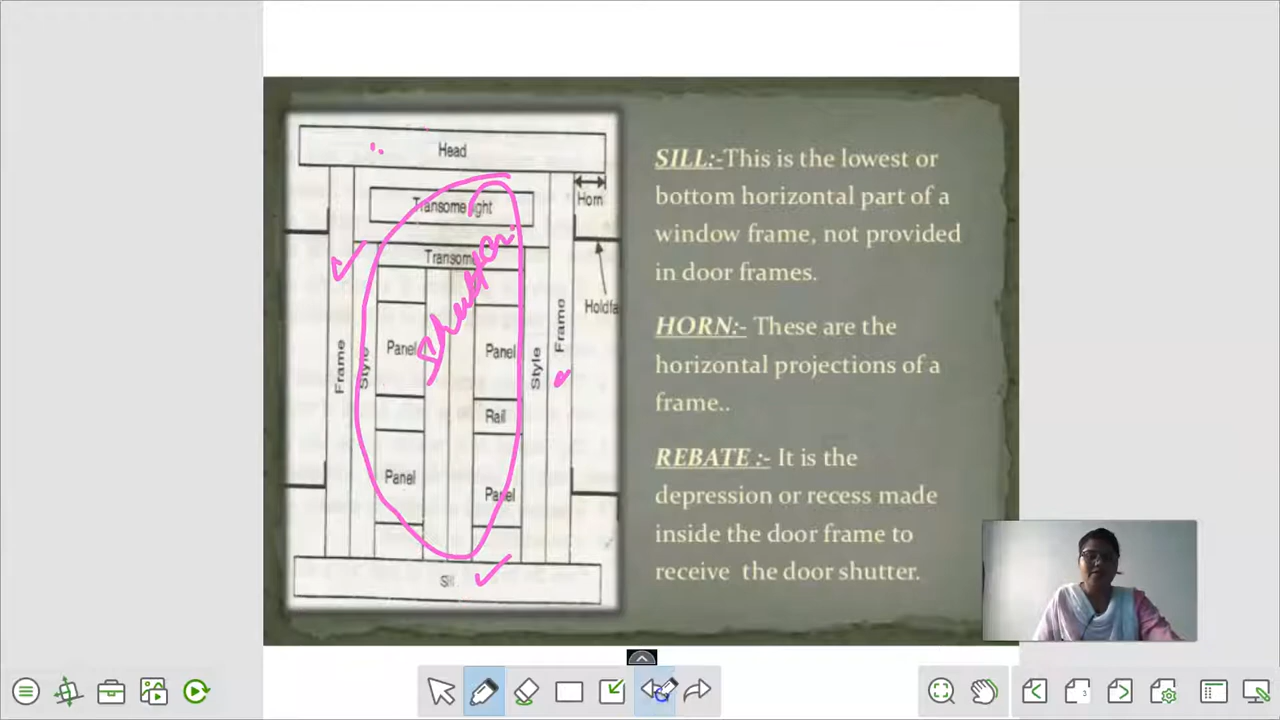 Head
Transome
ight
Horn
Transom
Holdfa
Frame
Style
Panel
Shutter
Panel
Style
Frame
Rail
Panel
Panel
Sill
SILL:-This is the lowest or
bottom horizontal part of a
window frame, not provided
in door frames.
HORN:- These are the
horizontal projections of a
frame..
REBATE :- It is the
depression or recess made
inside the door frame to
receive the door shutter.
3